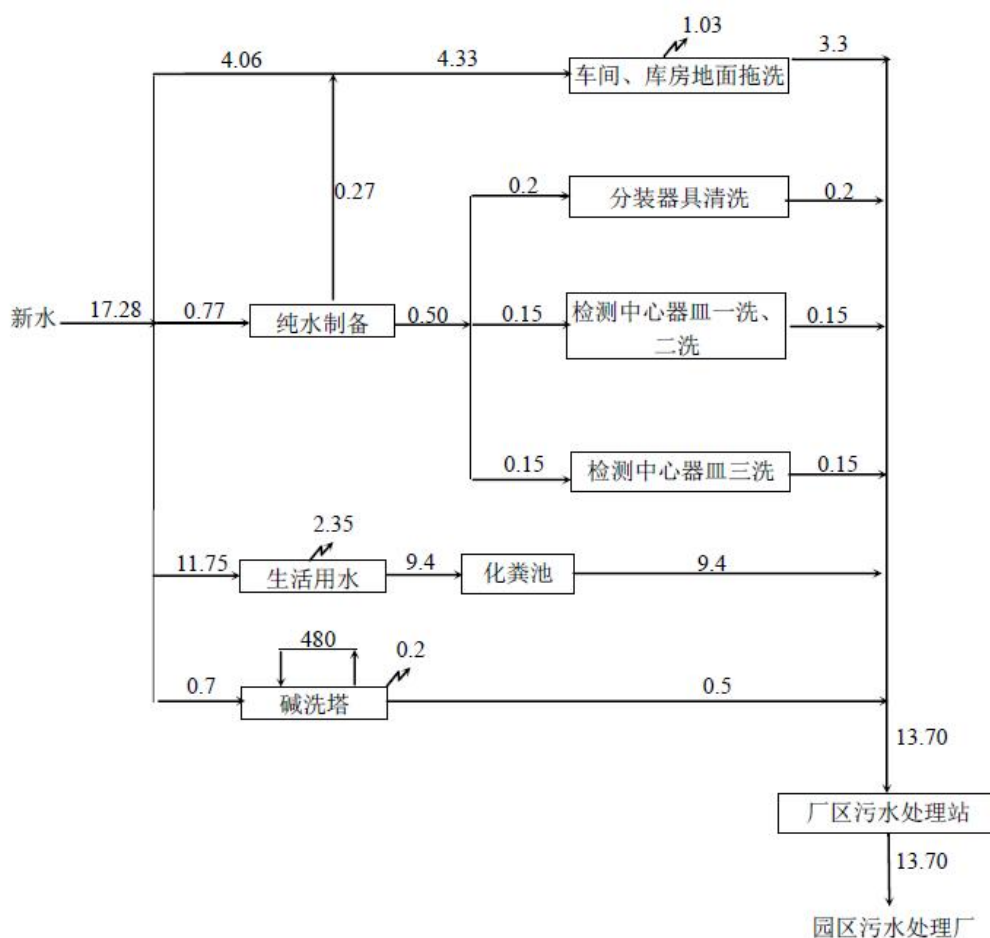 1.03
4.06
4.33
车间、库房地面拖洗
3.3
0.27
0.2
分装器具清洗
0.2
新水
17.28
0.77
纯水制备
0.50
0.15
检测中心器皿一洗、
二洗
0.15
0.15
检测中心器皿三洗
0.15
2.35
11.75
生活用水
9.4
化粪池
9.4
480
0.2
0.7
碱洗塔
0.5
13.70
厂区污水处理站
13.70
园区污水处理厂